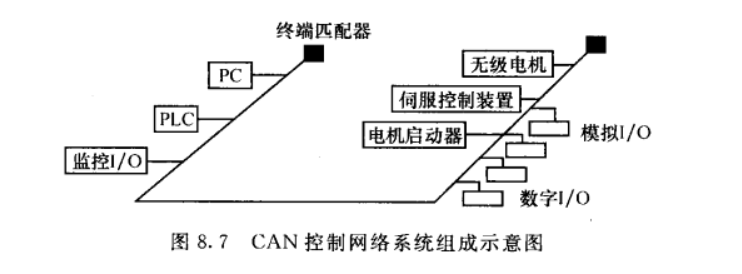 终端匹配器
PC
无级电机
伺服控制装置
PLC
电机启动器
模拟I/O
监控I/O
数字I/O
图 8.7 CAN 控制网络系统组成示意图